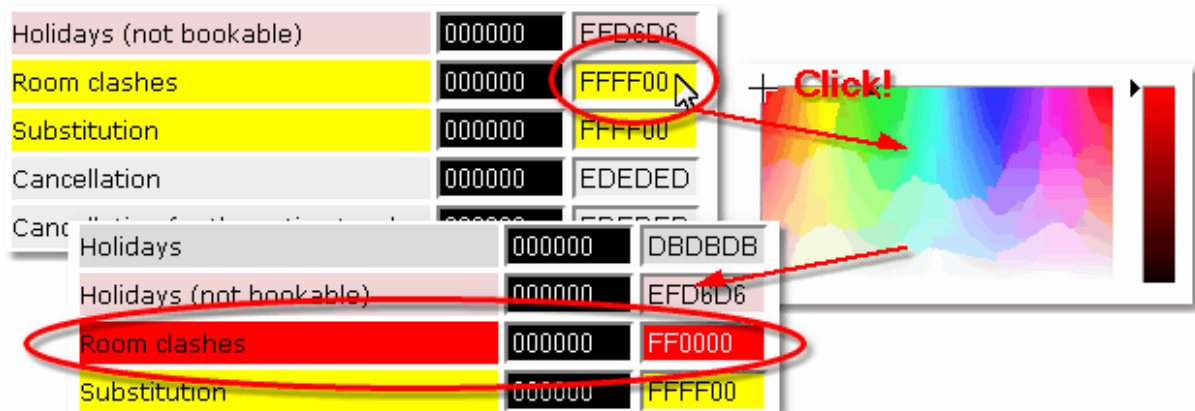 Holidays (not bookable) 000000 EFD6D6
Room clashes 000000 FFFF00
Click!
Substitution 000000 FFFF00
Cancellation 000000 EDEDED
Holidays 000000 DBDBDB
Holidays (not bookable) 000000 EFD6D6
Room clashes 000000 FF0000
Substitution 000000 FFFF00